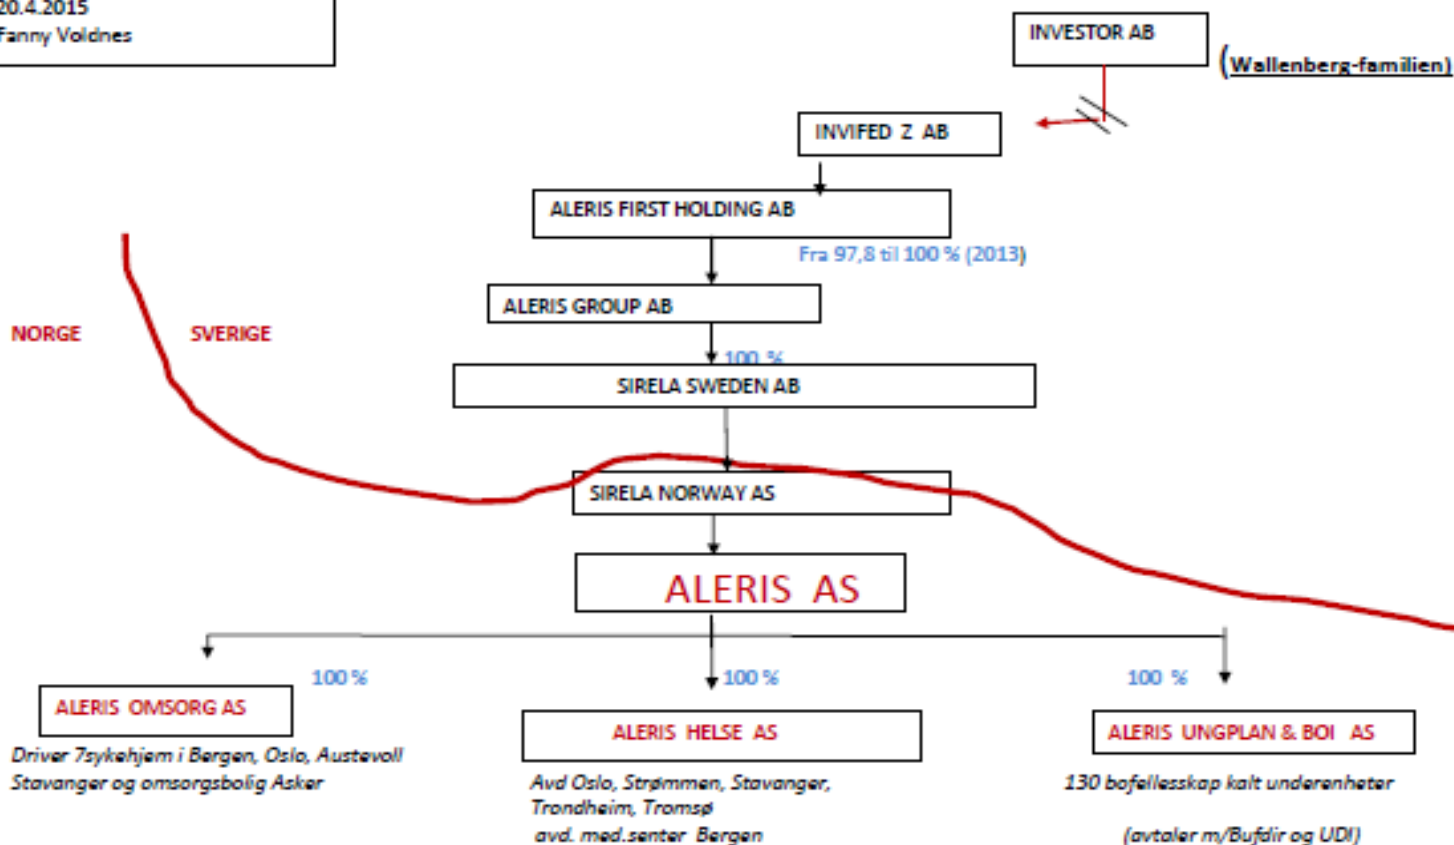 20.4.2015
Fanny Voldnes
INVESTOR AB
(Wallenberg-familien)
INVIFED Z AB
ALERIS FIRST HOLDING AB
Fra 97,8 til 100 % (2013)
ALERIS GROUP AB
NORGE
SVERIGE
100 %
SIRELA SWEDEN AB
SIRELA NORWAY AS
ALERIS AS
100 %
100 %
100 %
ALERIS OMSORG AS
ALERIS HELSE AS
ALERIS UNGPLAN & BOI AS
Driver 7sykehjem i Bergen, Oslo, Austevoll
Stavanger og omsorgsbolig Asker
Avd Oslo, Strømmen, Stavanger,
Trondheim, Tromsø
avd. med.senter Bergen
130 bofellesskap kalt underenheter
(avtaler m/Bufdir og UDI)